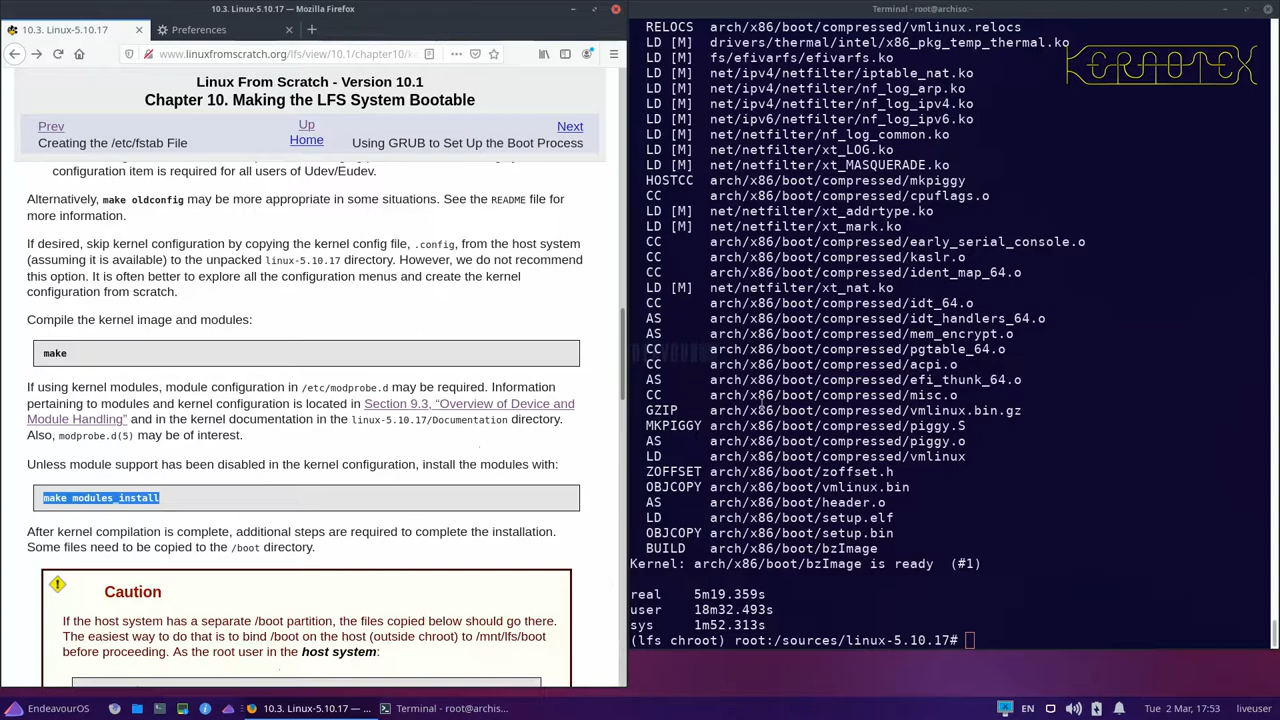 10.3. Linux-5.10.17 — Mozilla Firefox
10.3. Linux-5.10.17
Preferences
www.linuxfromscratch.org/lfs/view/10.1/chapter10/k
Linux From Scratch - Version 10.1
Chapter 10. Making the LFS System Bootable
Prev
Up
Next
Creating the /etc/fstab File
Home
Using GRUB to Set Up the Boot Process
configuration item is required for all users of Udev/Eudev.
Alternatively, make oldconfig may be more appropriate in some situations. See the README file for
more information.
If desired, skip kernel configuration by copying the kernel config file, .config, from the host system
(assuming it is available) to the unpacked linux-5.10.17 directory. However, we do not recommend
this option. It is often better to explore all the configuration menus and create the kernel
configuration from scratch.
Compile the kernel image and modules:
make
If using kernel modules, module configuration in /etc/modprobe.d may be required. Information
pertaining to modules and kernel configuration is located in Section 9.3, “Overview of Device and
Module Handling” and in the kernel documentation in the linux-5.10.17/Documentation directory.
Also, modprobe.d(5) may be of interest.
Unless module support has been disabled in the kernel configuration, install the modules with:
make modules_install
After kernel compilation is complete, additional steps are required to complete the installation.
Some files need to be copied to the /boot directory.
Caution
If the host system has a separate /boot partition, the files copied below should go there.
The easiest way to do that is to bind /boot on the host (outside chroot) to /mnt/lfs/boot
before proceeding. As the root user in the host system:
Terminal - root@archiso:~
RELOCS arch/x86/boot/compressed/vmlinux.relocs
LD [M] drivers/thermal/intel/x86_pkg_temp_thermal.ko
LD [M] fs/efivarfs/efivarfs.ko
LD [M] net/ipv4/netfilter/iptable_nat.ko
LD [M] net/ipv4/netfilter/nf_log_arp.ko
LD [M] net/ipv4/netfilter/nf_log_ipv4.ko
LD [M] net/ipv6/netfilter/nf_log_ipv6.ko
LD [M] net/netfilter/nf_log_common.ko
LD [M] net/netfilter/xt_LOG.ko
LD [M] net/netfilter/xt_MASQUERADE.ko
HOSTCC arch/x86/boot/compressed/mkpiggy
CC arch/x86/boot/compressed/cpuflags.o
LD [M] net/netfilter/xt_addrtype.ko
LD [M] net/netfilter/xt_mark.ko
CC arch/x86/boot/compressed/early_serial_console.o
CC arch/x86/boot/compressed/kaslr.o
CC arch/x86/boot/compressed/ident_map_64.o
LD [M] net/netfilter/xt_nat.ko
CC arch/x86/boot/compressed/idt_64.o
AS arch/x86/boot/compressed/idt_handlers_64.o
AS arch/x86/boot/compressed/mem_encrypt.o
CC arch/x86/boot/compressed/pgtable_64.o
CC arch/x86/boot/compressed/acpi.o
AS arch/x86/boot/compressed/efi_thunk_64.o
CC arch/x86/boot/compressed/misc.o
GZIP arch/x86/boot/compressed/vmlinux.bin.gz
MKPIGGY arch/x86/boot/compressed/piggy.S
AS arch/x86/boot/compressed/piggy.o
LD arch/x86/boot/compressed/vmlinux
ZOFFSET arch/x86/boot/zoffset.h
OBJCOPY arch/x86/boot/vmlinux.bin
AS arch/x86/boot/header.o
LD arch/x86/boot/setup.elf
OBJCOPY arch/x86/boot/setup.bin
BUILD arch/x86/boot/bzImage
Kernel: arch/x86/boot/bzImage is ready (#1)
real 5m19.359s
user 18m32.493s
sys 1m52.313s
(lfs chroot) root:/sources/linux-5.10.17#
EndeavourOS
10.3. Linux-5.10.17 — ...
Terminal - root@archis...
EN
Tue 2 Mar, 17:53
liveuser